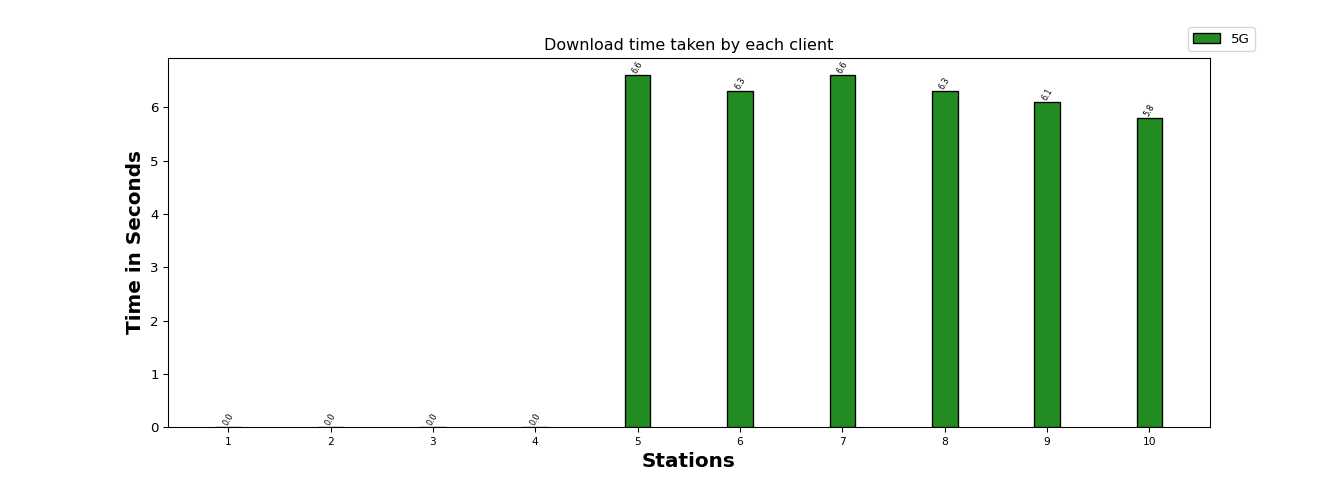 Download time taken by each client
5G
Time in Seconds
6
5
4
3
2
1
0
0.0 0.0 0.0 0.0 6.6 6.3 6.6 6.3 6.1 5.8
1 2 3 4 5 6 7 8 9 10
Stations